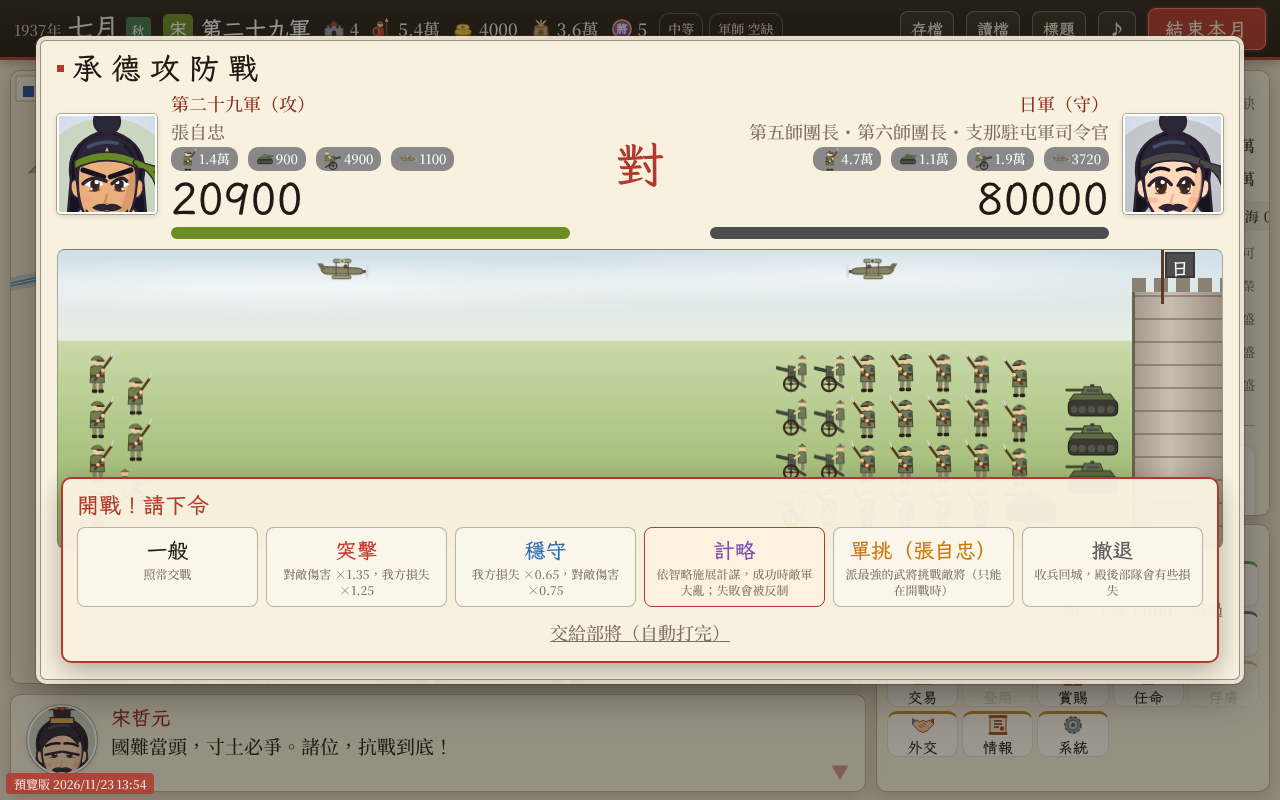 1937年 七月 秋 宋 第二十九軍 4 5.4萬 4000 3.6萬 將 5 中等 軍師 空缺 存檔 讀檔 標題 ♪ 結束本月
承德攻防戰
第二十九軍（攻）
張自忠
1.4萬 900 4900 1100
20900
對
日軍（守）
第五師團長・第六師團長・支那駐屯軍司令官
4.7萬 1.1萬 1.9萬 3720
80000
日
開戰！請下令
一般
照常交戰
突擊
對敵傷害 ×1.35，我方損失
×1.25
穩守
我方損失 ×0.65，對敵傷害
×0.75
計略
依智略施展計謀，成功時敵軍
大亂；失敗會被反制
單挑（張自忠）
派最強的武將挑戰敵將（只能
在開戰時）
撤退
收兵回城，殿後部隊會有些損
失
交給部將（自動打完）
宋哲元
國難當頭，寸土必爭。諸位，抗戰到底！
交易 登用 賞賜 任命 俘虜
外交 情報 系統
預覽版 2026/11/23 13:54